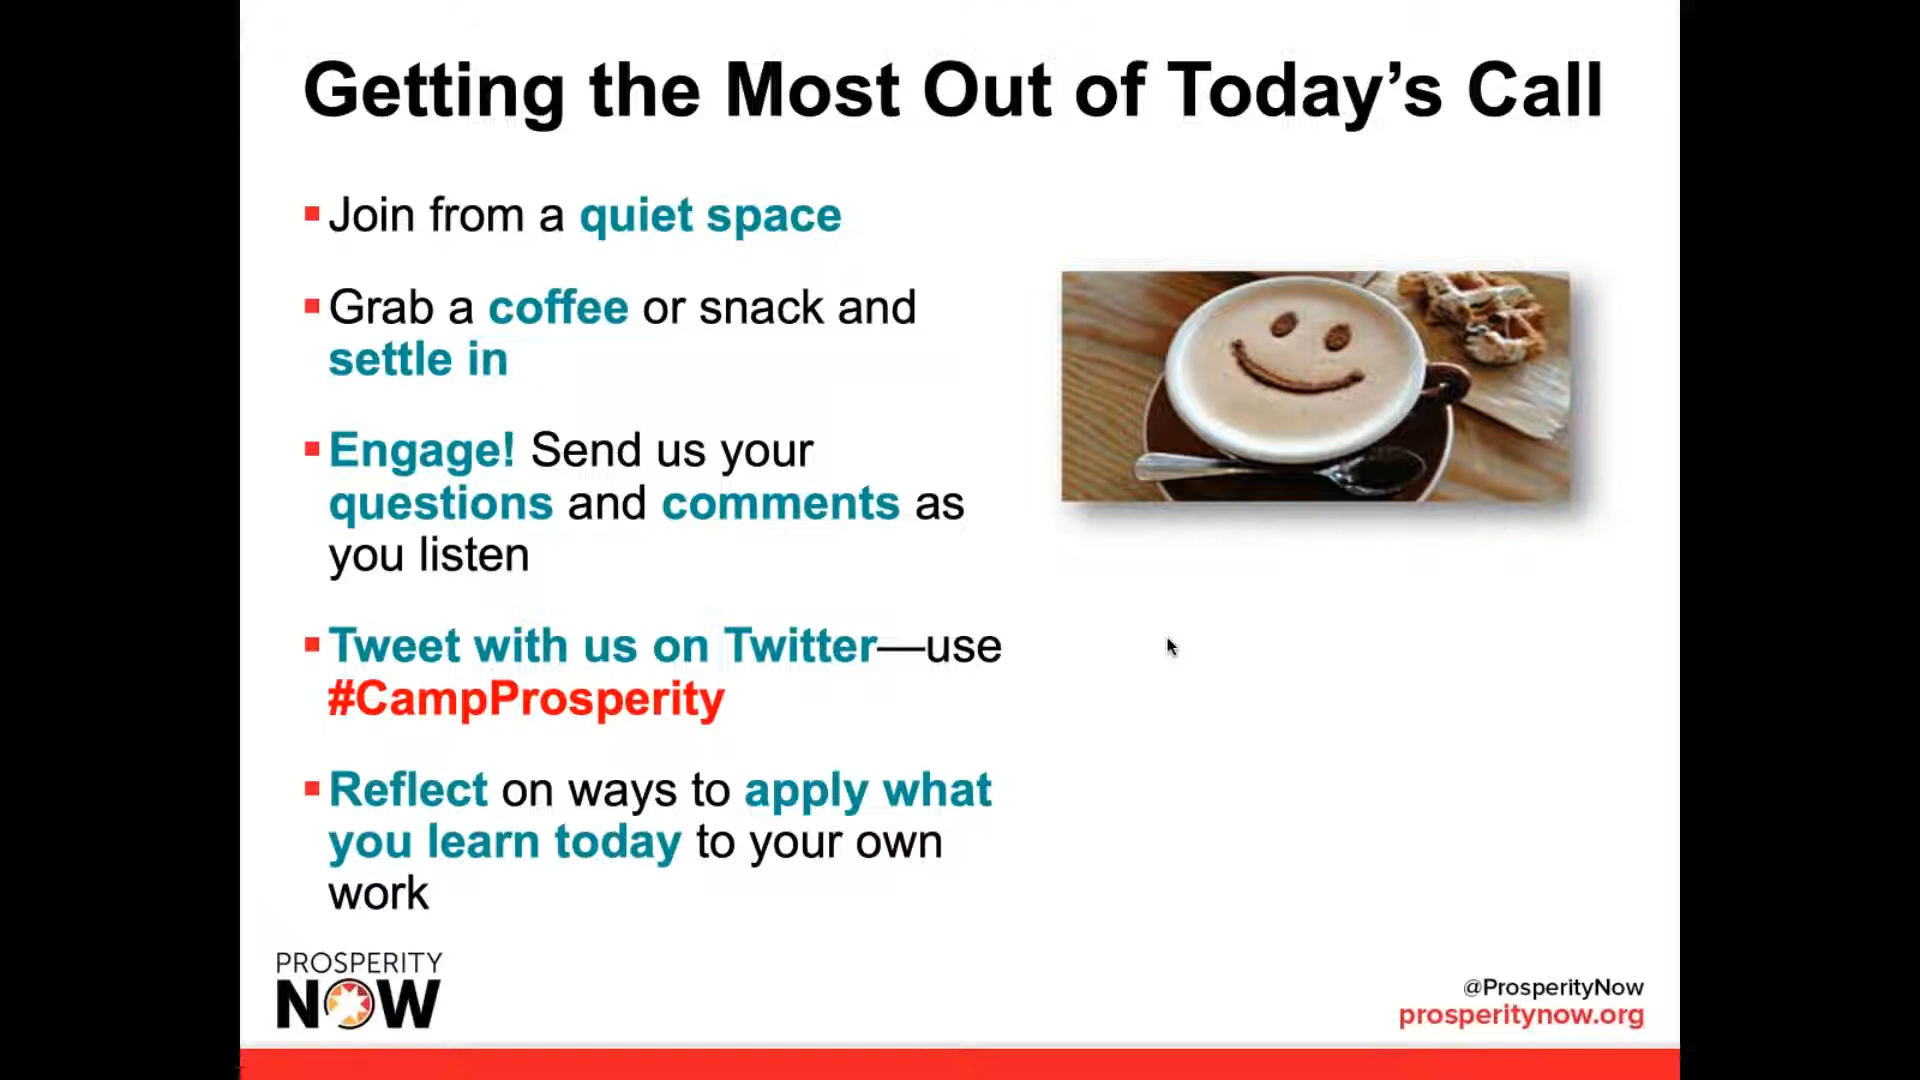 Getting the Most Out of Today’s Call
Join from a quiet space
Grab a coffee or snack and
settle in
Engage! Send us your
questions and comments as
you listen
Tweet with us on Twitter—use
#CampProsperity
Reflect on ways to apply what
you learn today to your own
work
PROSPERITY
NOW
@ProsperityNow
prosperitynow.org